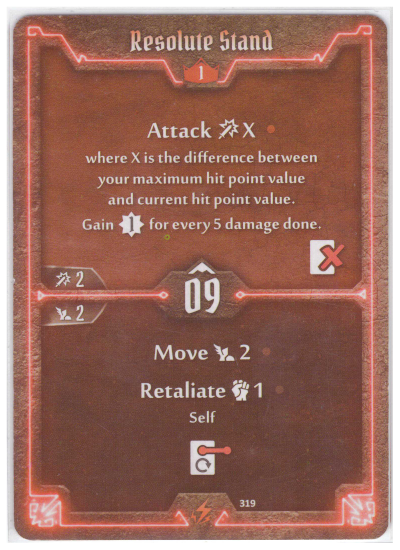 Resolute Stand
1
Attack X
where X is the difference between
your maximum hit point value
and current hit point value.
Gain 1 for every 5 damage done.
2
09
2
Move 2
Retaliate 1
Self
319